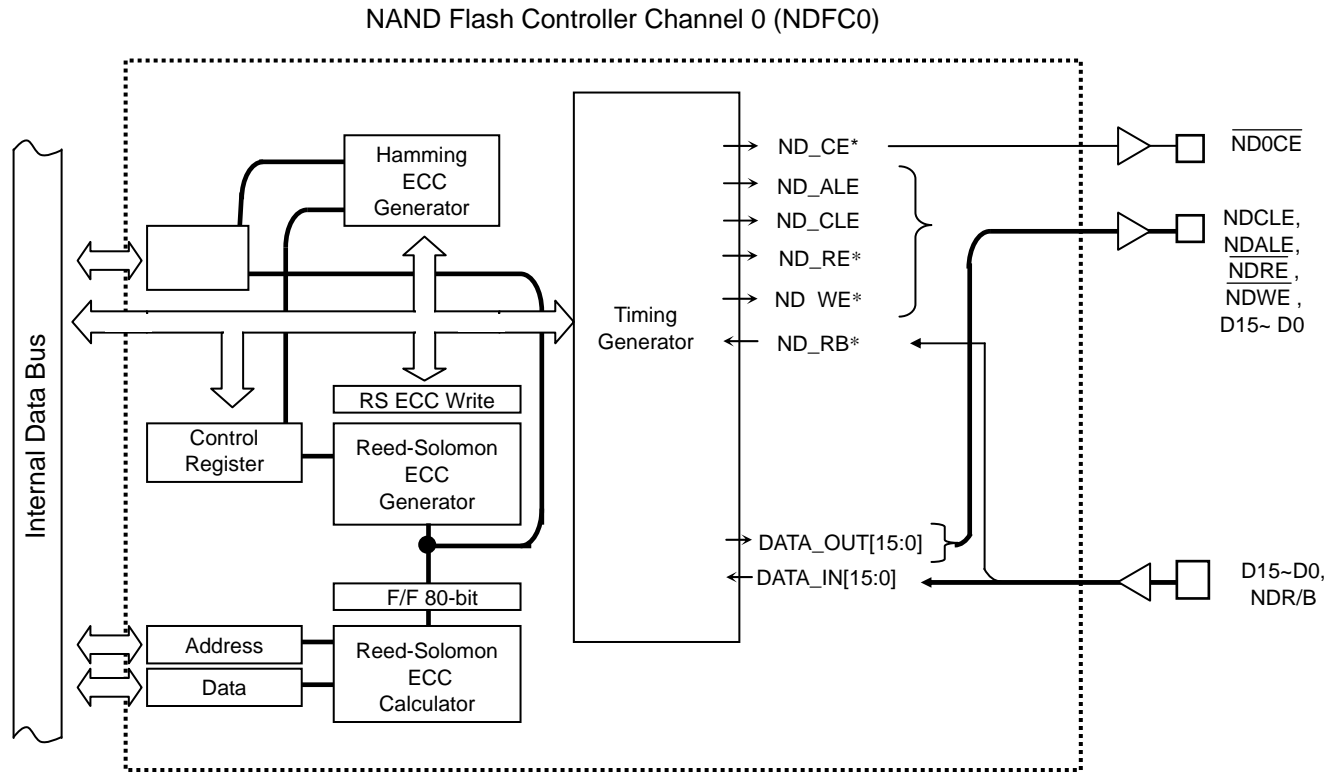 NAND Flash Controller Channel 0 (NDFC0)
Internal Data Bus
Hamming
ECC
Generator
Control
Register
RS ECC Write
Reed-Solomon
ECC
Generator
F/F 80-bit
Address
Data
Reed-Solomon
ECC
Calculator
Timing
Generator
ND_CE*
ND_ALE
ND_CLE
ND_RE*
ND WE*
ND_RB*
DATA_OUT[15:0]
DATA_IN[15:0]
ND0CE
NDCLE,
NDALE,
NDRE ,
NDWE ,
D15~ D0
D15~D0,
NDR/B